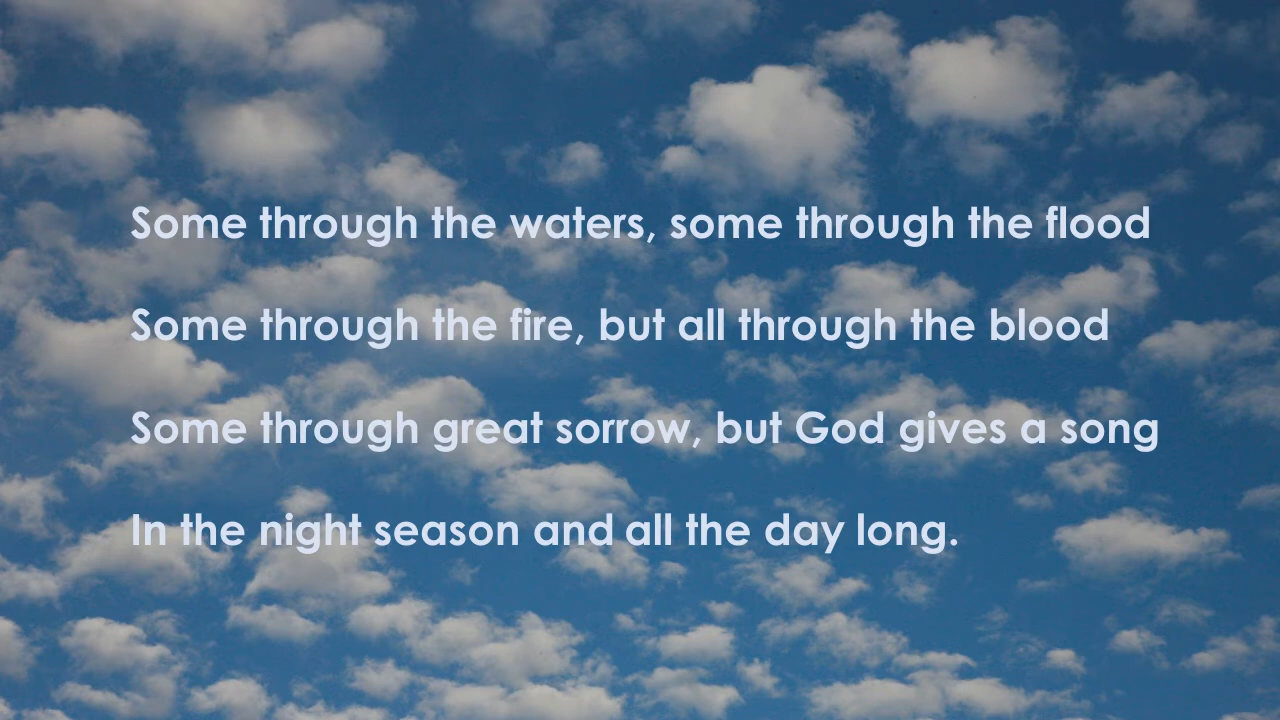 Some through the waters, some through the flood
Some through the fire, but all through the blood
Some through great sorrow, but God gives a song
In the night season and all the day long.